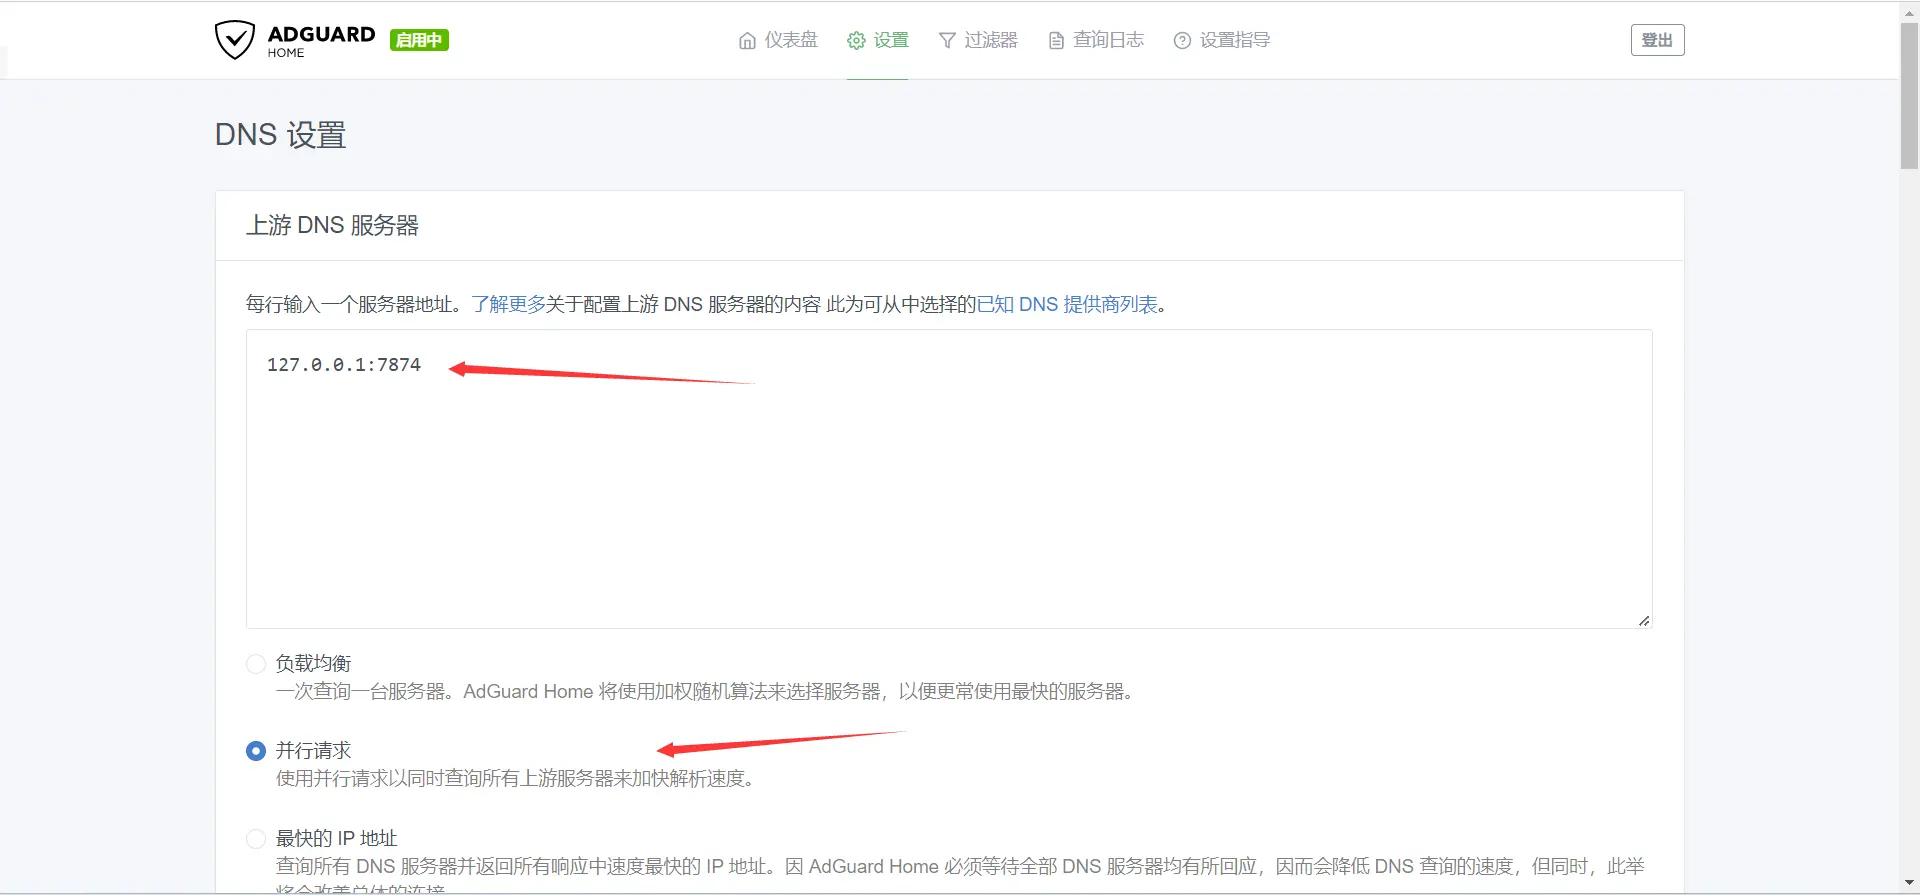 ADGUARD
HOME
启用中
仪表盘
设置
过滤器
查询日志
设置指导
登出
DNS 设置
上游 DNS 服务器
每行输入一个服务器地址。了解更多关于配置上游 DNS 服务器的内容 此为可从中选择的已知 DNS 提供商列表。
127.0.0.1:7874
负载均衡
一次查询一台服务器。AdGuard Home 将使用加权随机算法来选择服务器，以便更常使用最快的服务器。
并行请求
使用并行请求以同时查询所有上游服务器来加快解析速度。
最快的 IP 地址
查询所有 DNS 服务器并返回所有响应中速度最快的 IP 地址。因 AdGuard Home 必须等待全部 DNS 服务器均有所回应，因而会降低 DNS 查询的速度，但同时，此举
将会改善总体的连接